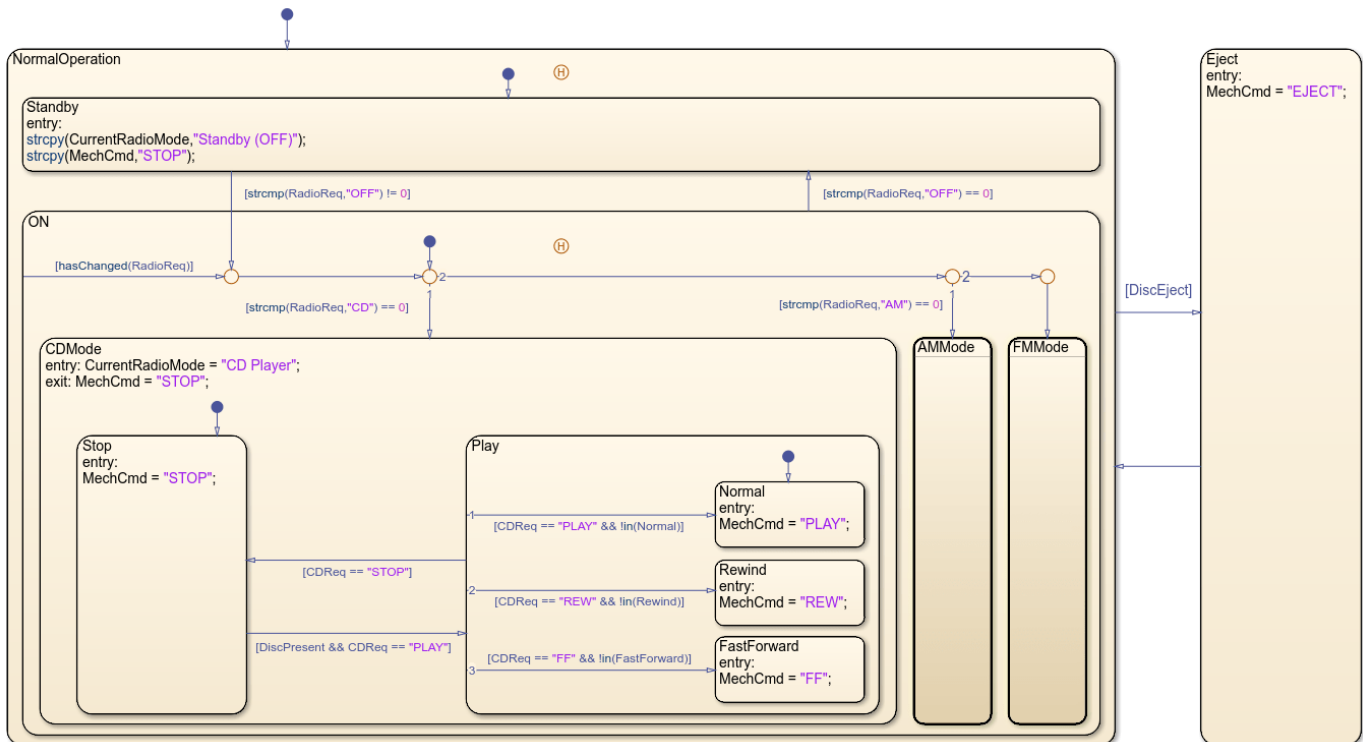 NormalOperation
H
Standby
entry:
strcpy(CurrentRadioMode,"Standby (OFF)");
strcpy(MechCmd,"STOP");
[strcmp(RadioReq,"OFF") != 0]
[strcmp(RadioReq,"OFF") == 0]
ON
H
[hasChanged(RadioReq)]
2
1
[strcmp(RadioReq,"CD") == 0]
2
1
[strcmp(RadioReq,"AM") == 0]
CDMode
entry: CurrentRadioMode = "CD Player";
exit: MechCmd = "STOP";
Stop
entry:
MechCmd = "STOP";
Play
1
[CDReq == "PLAY" && !in(Normal)]
Normal
entry:
MechCmd = "PLAY";
[CDReq == "STOP"]
2
[CDReq == "REW" && !in(Rewind)]
Rewind
entry:
MechCmd = "REW";
[DiscPresent && CDReq == "PLAY"]
3
[CDReq == "FF" && !in(FastForward)]
FastForward
entry:
MechCmd = "FF";
AMMode
FMMode
[DiscEject]
Eject
entry:
MechCmd = "EJECT";